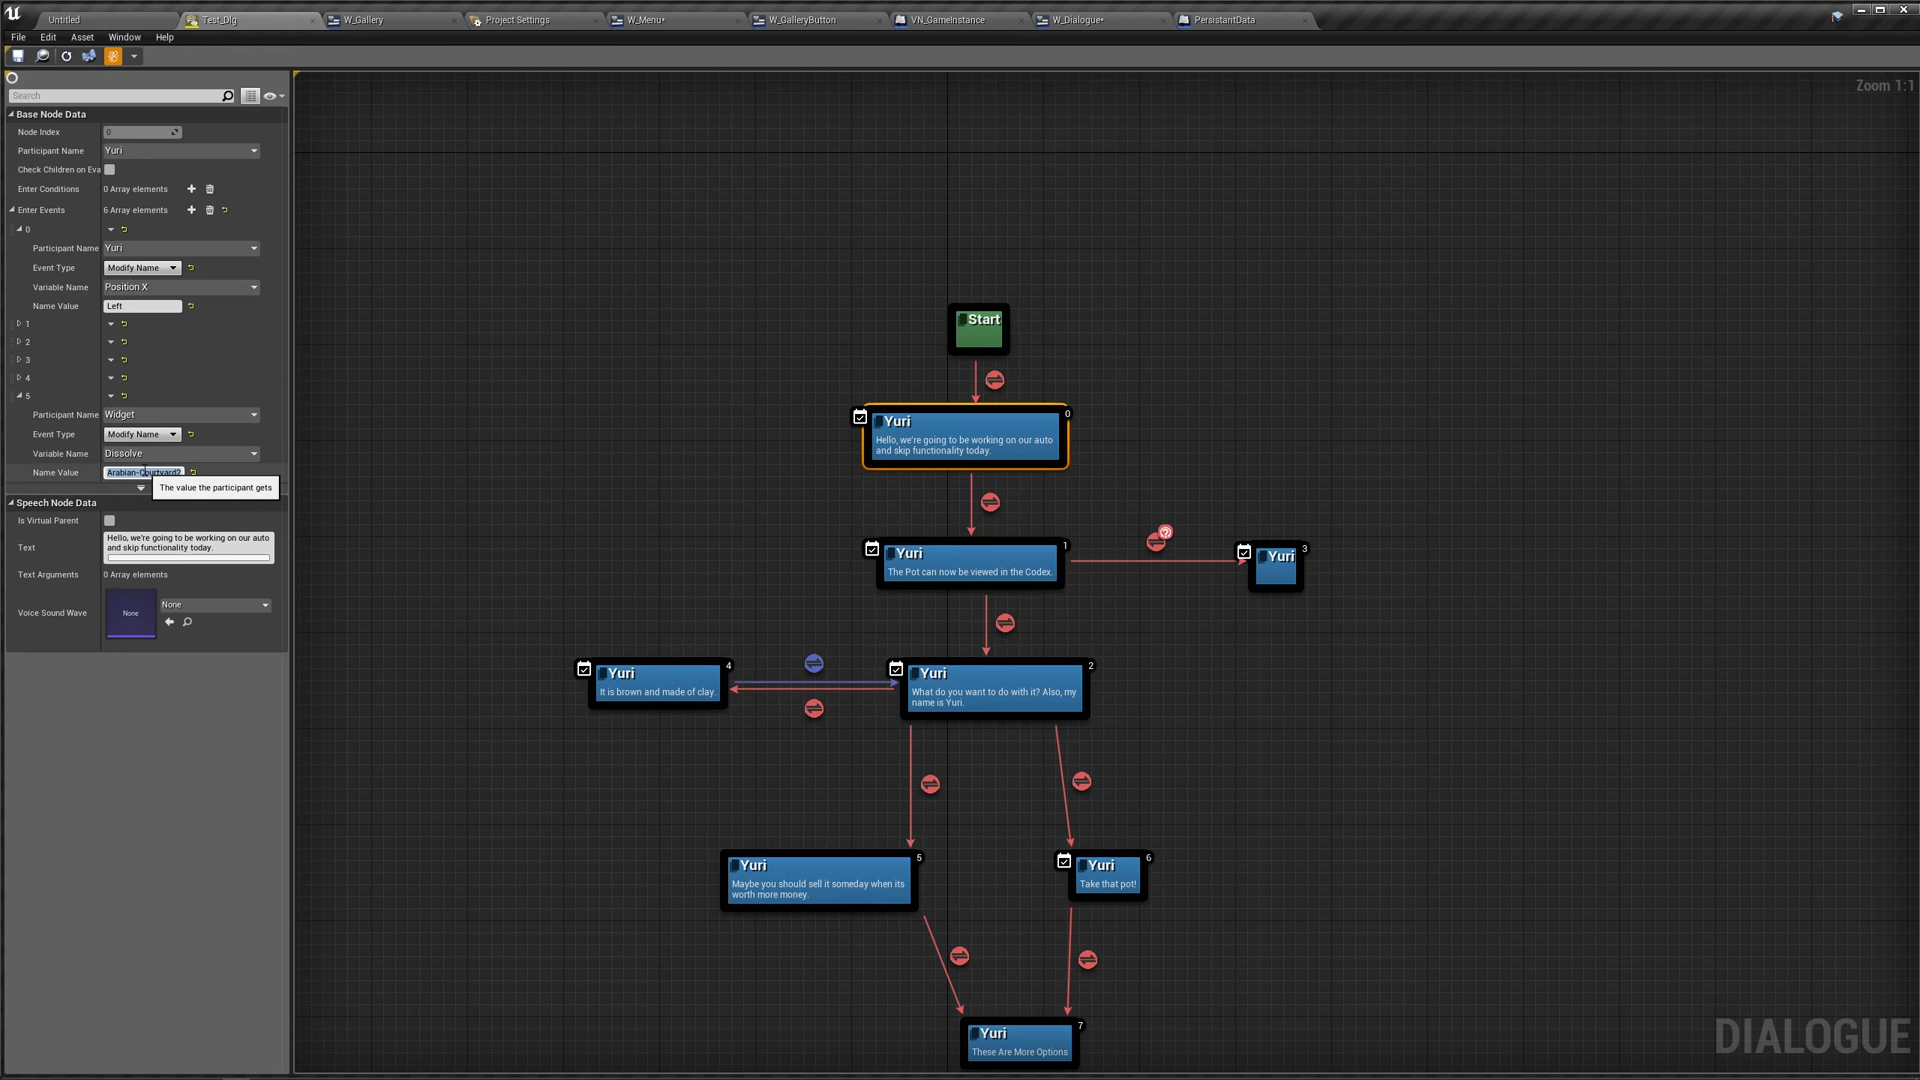 Untitled
Test_Dlg
W_Gallery
Project Settings
W_Menu*
W_GalleryButton
VN_GameInstance
W_Dialogue*
PersistantData
File Edit Asset Window Help
Search
Zoom 1:1
Base Node Data
Node Index 0
Participant Name Yuri
Check Children on Eva
Enter Conditions 0 Array elements
Enter Events 6 Array elements
0
Participant Name Yuri
Event Type Modify Name
Variable Name Position X
Name Value Left
1
2
3
4
5
Participant Name Widget
Event Type Modify Name
Variable Name Dissolve
Name Value Arabian-Courtyard2
The value the participant gets
Speech Node Data
Is Virtual Parent
Text
Hello, we're going to be working on our auto
and skip functionality today.
Text Arguments 0 Array elements
Voice Sound Wave
None
None
Start
Yuri 0
Hello, we're going to be working on our auto
and skip functionality today.
Yuri 1
The Pot can now be viewed in the Codex.
Yuri 3
Yuri 4
It is brown and made of clay.
Yuri 2
What do you want to do with it? Also, my
name is Yuri.
Yuri 5
Maybe you should sell it someday when its
worth more money.
Yuri 6
Take that pot!
Yuri 7
These Are More Options
DIALOGUE